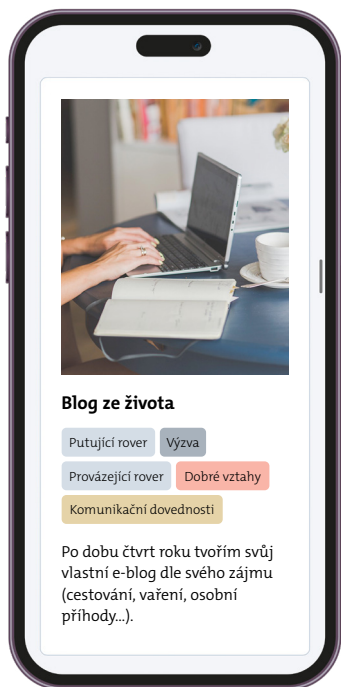 Blog ze života
Putující rover Výzva
Provázející rover Dobré vztahy
Komunikační dovednosti
Po dobu čtvrt roku tvořím svůj
vlastní e-blog dle svého zájmu
(cestování, vaření, osobní
příhody...).